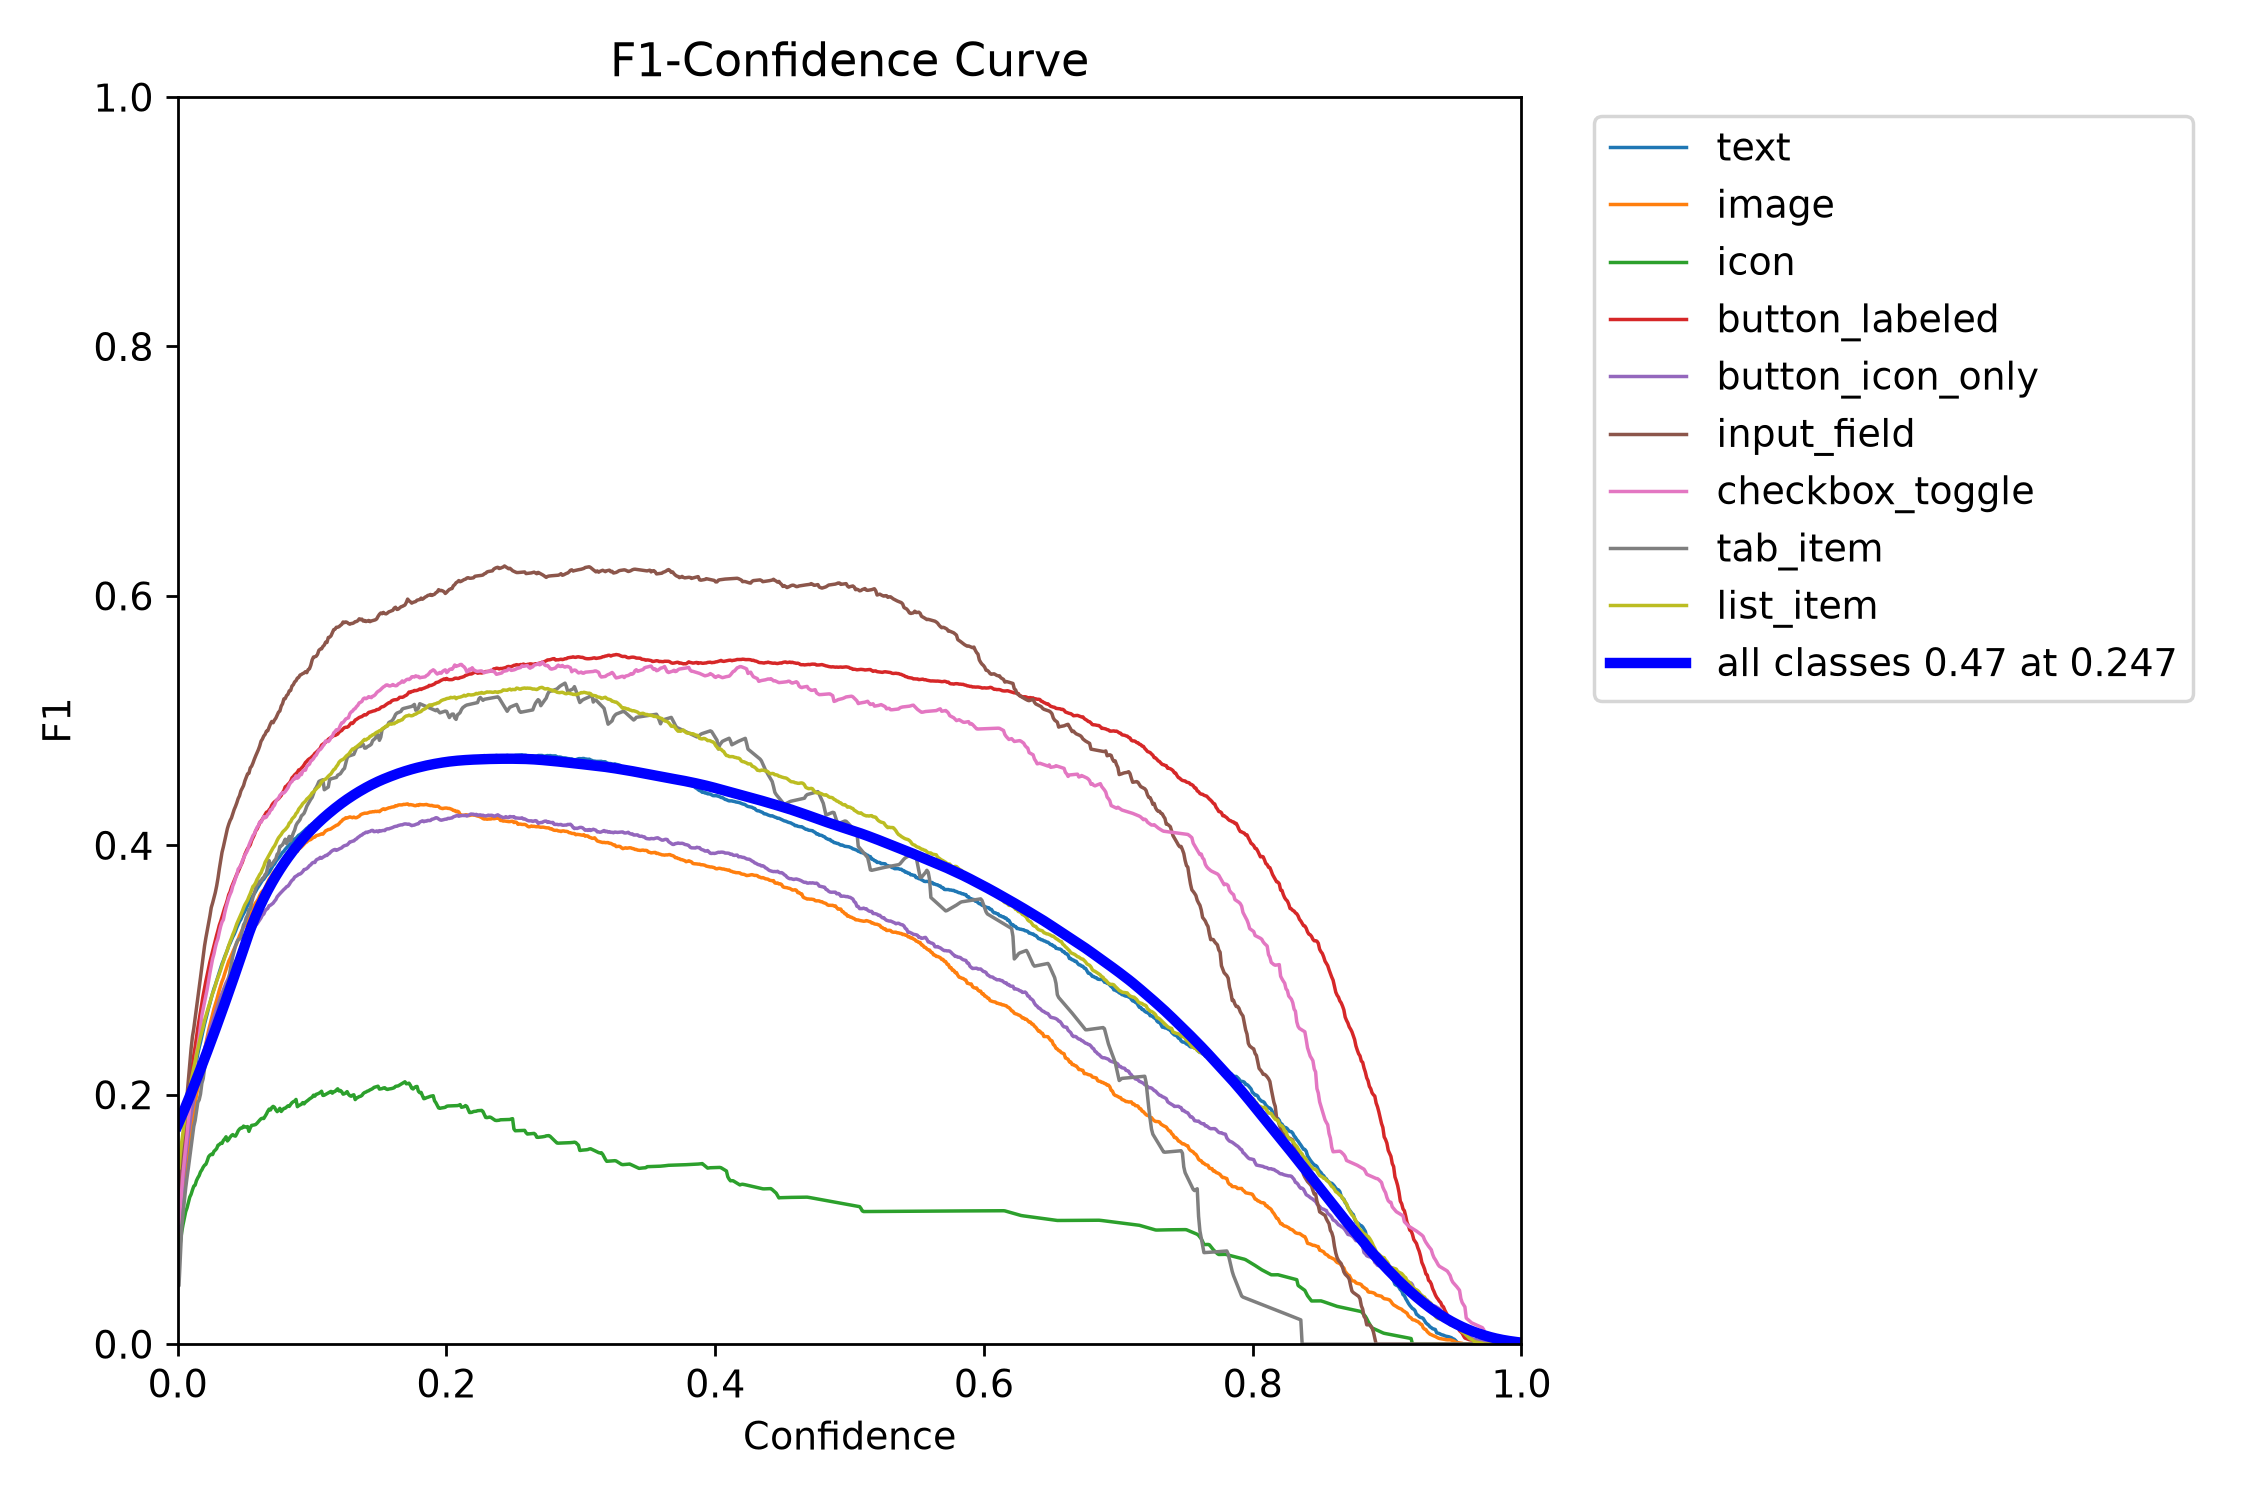 F1-Confidence Curve
1.0
0.8
0.6
0.4
0.2
0.0
F1
0.0 0.2 0.4 0.6 0.8 1.0
Confidence
text
image
icon
button_labeled
button_icon_only
input_field
checkbox_toggle
tab_item
list_item
all classes 0.47 at 0.247